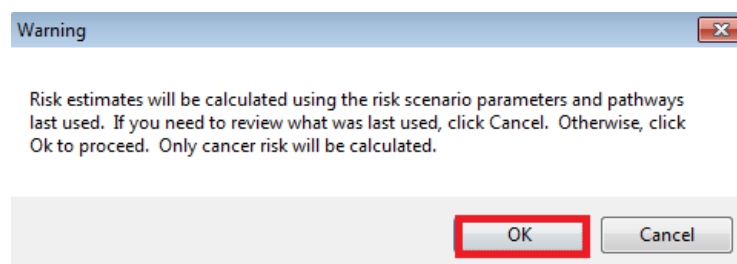 Warning
Risk estimates will be calculated using the risk scenario parameters and pathways
last used. If you need to review what was last used, click Cancel. Otherwise, click
Ok to proceed. Only cancer risk will be calculated.
OK Cancel